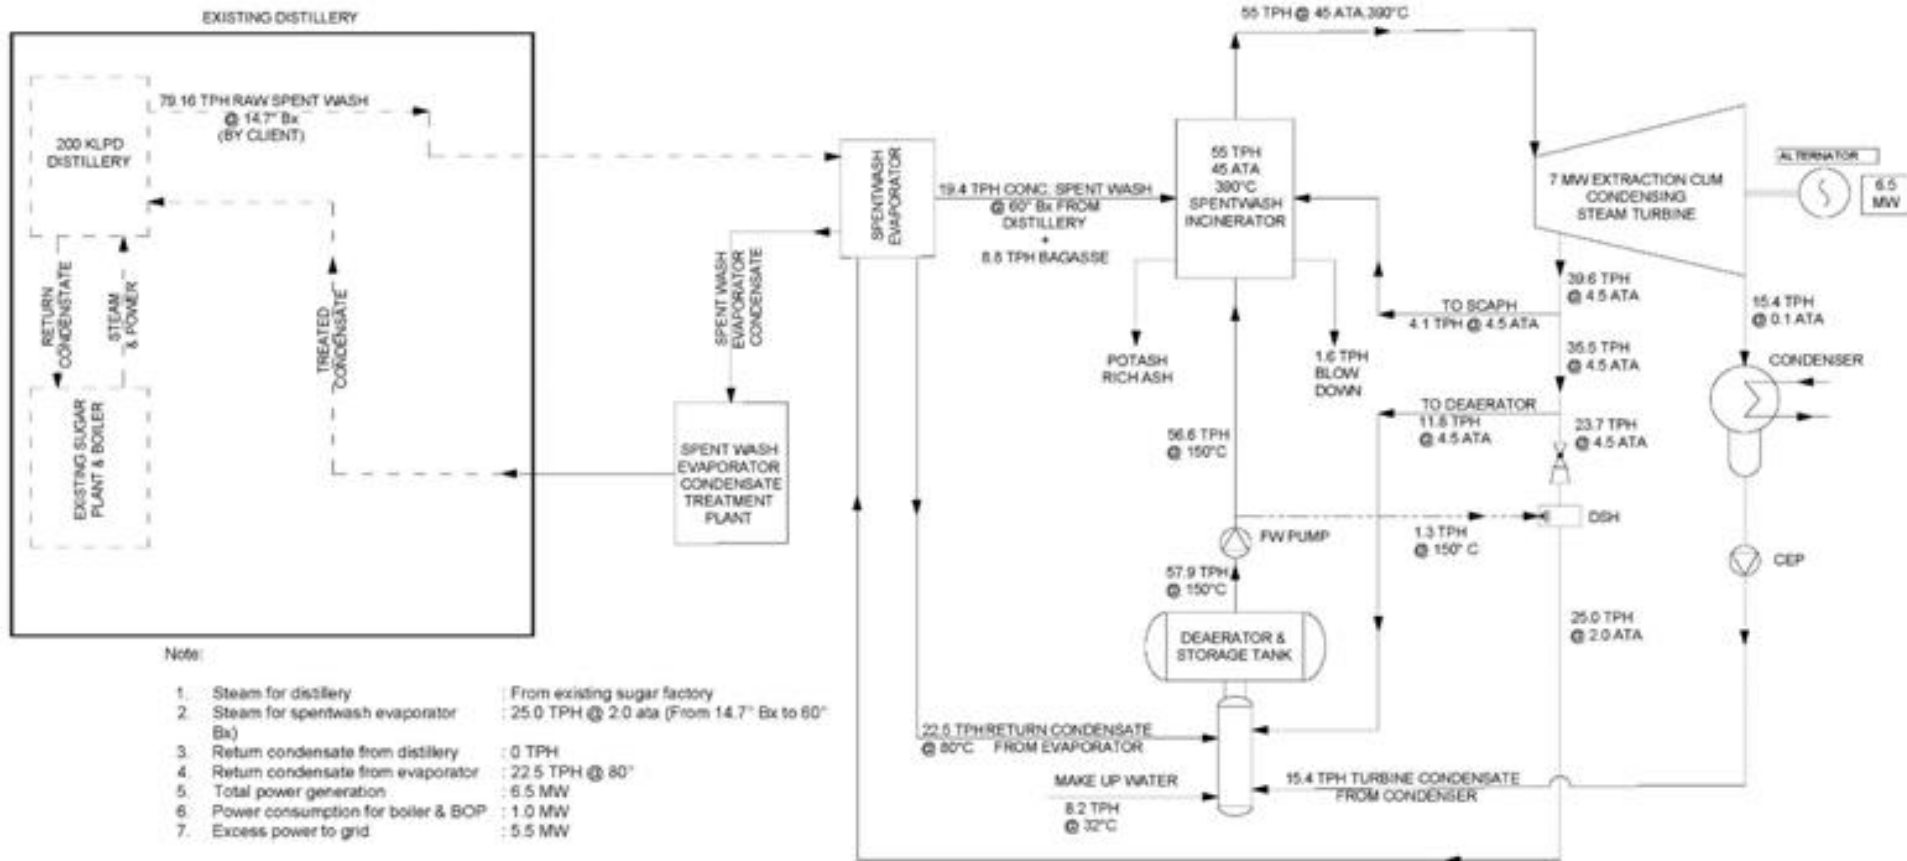 EXISTING DISTILLERY
79.16 TPH RAW SPENT WASH
@ 14.7° Bx
(BY CLIENT)
200 KLPD
DISTILLERY
RETURN
CONDENSTATE
STEAM
& POWER
TREATED
CONDENSATE
EXISTING SUGAR
PLANT & BOILER
SPENTWASH
EVAPORATOR
SPENT WASH
EVAPORATOR
CONDENSATE
SPENT WASH
EVAPORATOR
CONDENSATE
TREATMENT
PLANT
19.4 TPH CONC. SPENT WASH
@ 60° Bx FROM
DISTILLERY
+
8.8 TPH BAGASSE
55 TPH @ 45 ATA,390°C
55 TPH
45 ATA
390°C
SPENTWASH
INCINERATOR
POTASH
RICH ASH
1.6 TPH
BLOW
DOWN
7 MW EXTRACTION CUM
CONDENSING
STEAM TURBINE
ALTERNATOR
6.5
MW
39.6 TPH
@ 4.5 ATA
TO SCAPH
4.1 TPH @ 4.5 ATA
15.4 TPH
@ 0.1 ATA
35.5 TPH
@ 4.5 ATA
CONDENSER
TO DEAERATOR
11.8 TPH
@ 4.5 ATA
23.7 TPH
@ 4.5 ATA
56.6 TPH
@ 150°C
DSH
FW PUMP
1.3 TPH
@ 150° C
CEP
57.9 TPH
@ 150°C
25.0 TPH
@ 2.0 ATA
DEAERATOR &
STORAGE TANK
22.5 TPH RETURN CONDENSATE
@ 80°C FROM EVAPORATOR
MAKE UP WATER
8.2 TPH
@ 32°C
15.4 TPH TURBINE CONDENSATE
FROM CONDENSER
Note:
1. Steam for distillery : From existing sugar factory
2. Steam for spentwash evaporator : 25.0 TPH @ 2.0 ata (From 14.7° Bx to 60°
Bx)
3. Return condensate from distillery : 0 TPH
4. Return condensate from evaporator : 22.5 TPH @ 80°
5. Total power generation : 6.5 MW
6. Power consumption for boiler & BOP : 1.0 MW
7. Excess power to grid : 5.5 MW